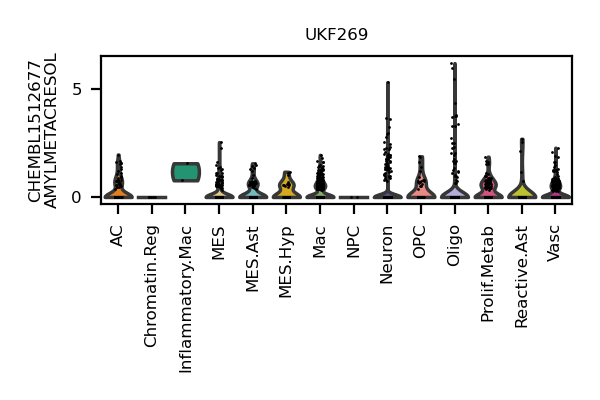 UKF269
CHEMBL1512677
AMYLMETACRESOL
5
0
AC
Chromatin.Reg
Inflammatory.Mac
MES
MES.Ast
MES.Hyp
Mac
NPC
Neuron
OPC
Oligo
Prolif.Metab
Reactive.Ast
Vasc